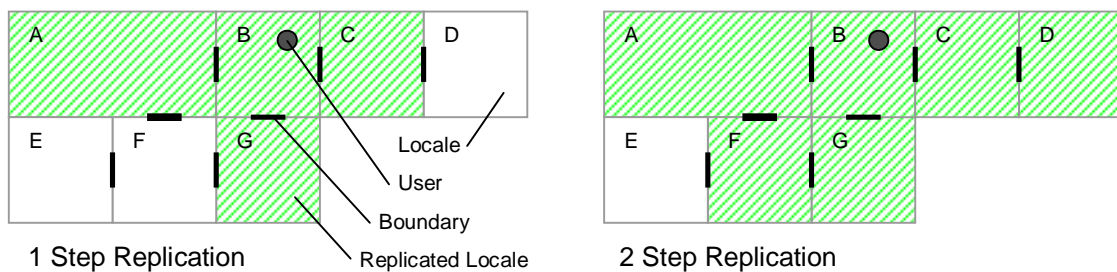 A B C D
E F G
Locale
User
Boundary
1 Step Replication
Replicated Locale
A B C D
E F G
2 Step Replication